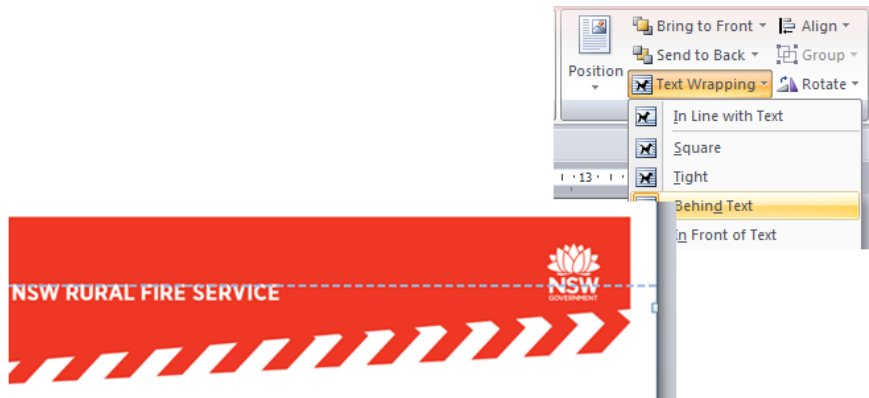 Bring to Front Align
Send to Back Group
Position
Text Wrapping Rotate
In Line with Text
Square
Tight
Behind Text
In Front of Text
13
NSW RURAL FIRE SERVICE
NSW
GOVERNMENT